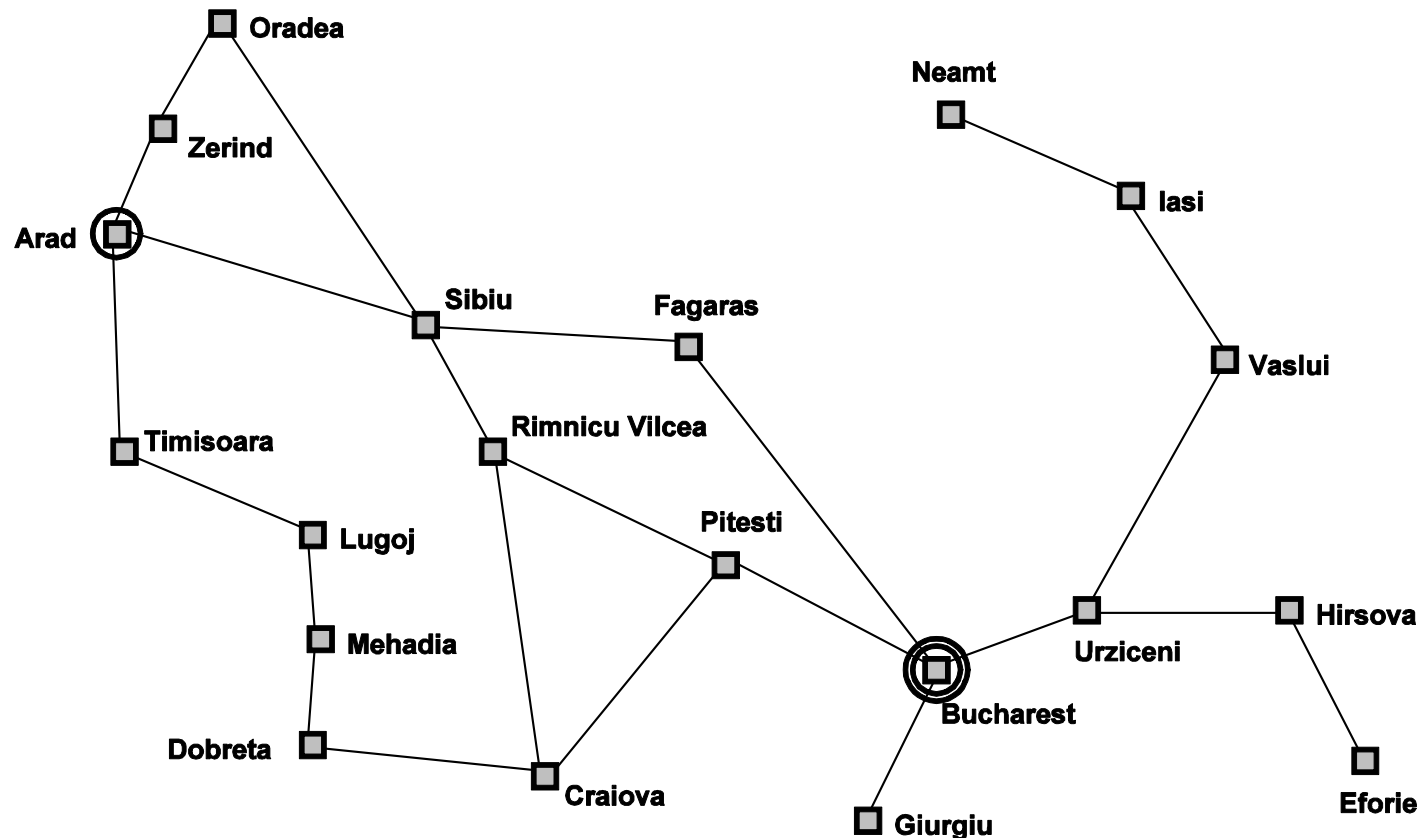 Oradea
Neamt
Zerind
Iasi
Arad
Sibiu
Fagaras
Vaslui
Timisoara
Rimnicu Vilcea
Pitesti
Lugoj
Hirsova
Mehadia
Urziceni
Bucharest
Dobreta
Craiova
Eforie
Giurgiu